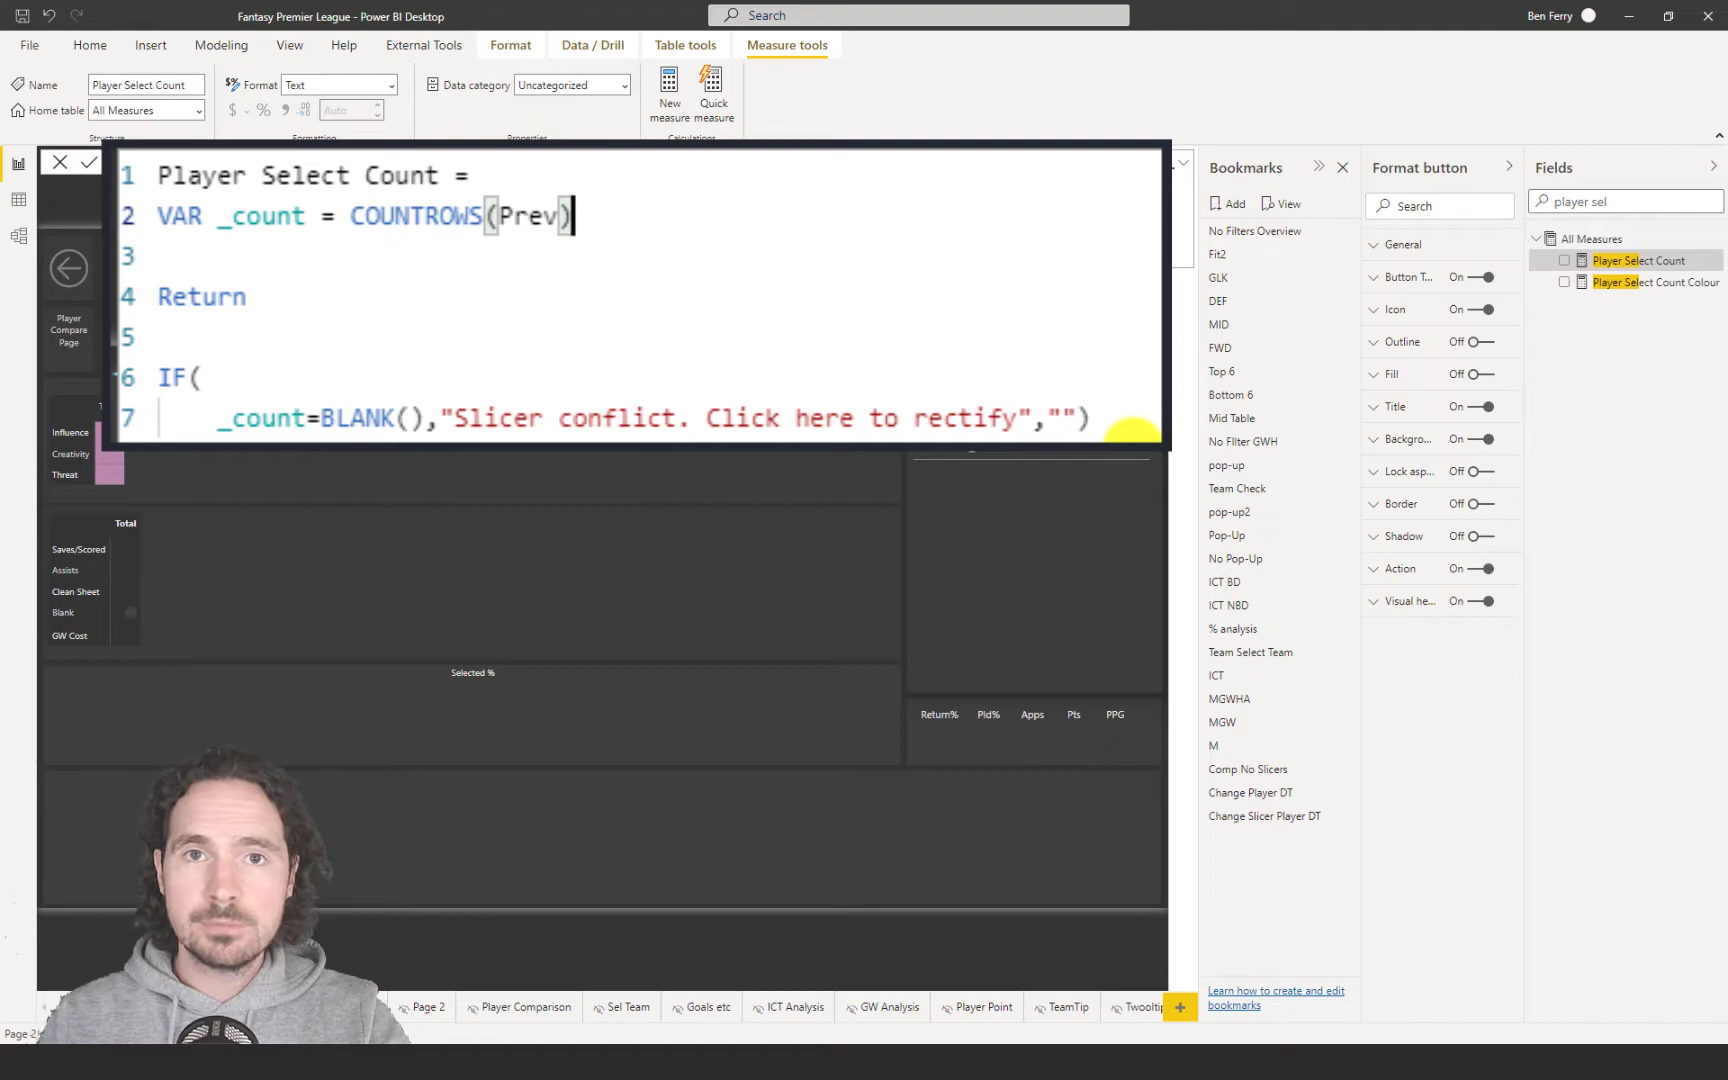 Fantasy Premier League - Power BI Desktop
Search
Ben Ferry
File Home Insert Modeling View Help External Tools Format Data / Drill Table tools Measure tools
Name Player Select Count
Format Text
Data category Uncategorized
Home table All Measures
$ % Auto
New measure
Quick measure
Structure
Formatting
Properties
Calculations
1 Player Select Count =
2 VAR _count = COUNTROWS(Prev)
3
4 Return
5
6 IF(
7 _count=BLANK(),"Slicer conflict. Click here to rectify","")
Player
Compare
Page
Influence
Creativity
Threat
Total
Saves/Scored
Assists
Clean Sheet
Blank
GW Cost
Selected %
Return% Pld% Apps Pts PPG
Bookmarks
Add View
No Filters Overview
Fit2
GLK
DEF
MID
FWD
Top 6
Bottom 6
Mid Table
No FIlter GWH
pop-up
Team Check
pop-up2
Pop-Up
No Pop-Up
ICT BD
ICT NBD
% analysis
Team Select Team
ICT
MGWHA
MGW
M
Comp No Slicers
Change Player DT
Change Slicer Player DT
Learn how to create and edit
bookmarks
Format button
Search
General
Button T... On
Icon On
Outline Off
Fill Off
Title On
Backgro... On
Lock asp... Off
Border Off
Shadow Off
Action On
Visual he... On
Fields
player sel
All Measures
Player Select Count
Player Select Count Colour
Page 2 Player Comparison Sel Team Goals etc ICT Analysis GW Analysis Player Point TeamTip Twooltip
Page 2